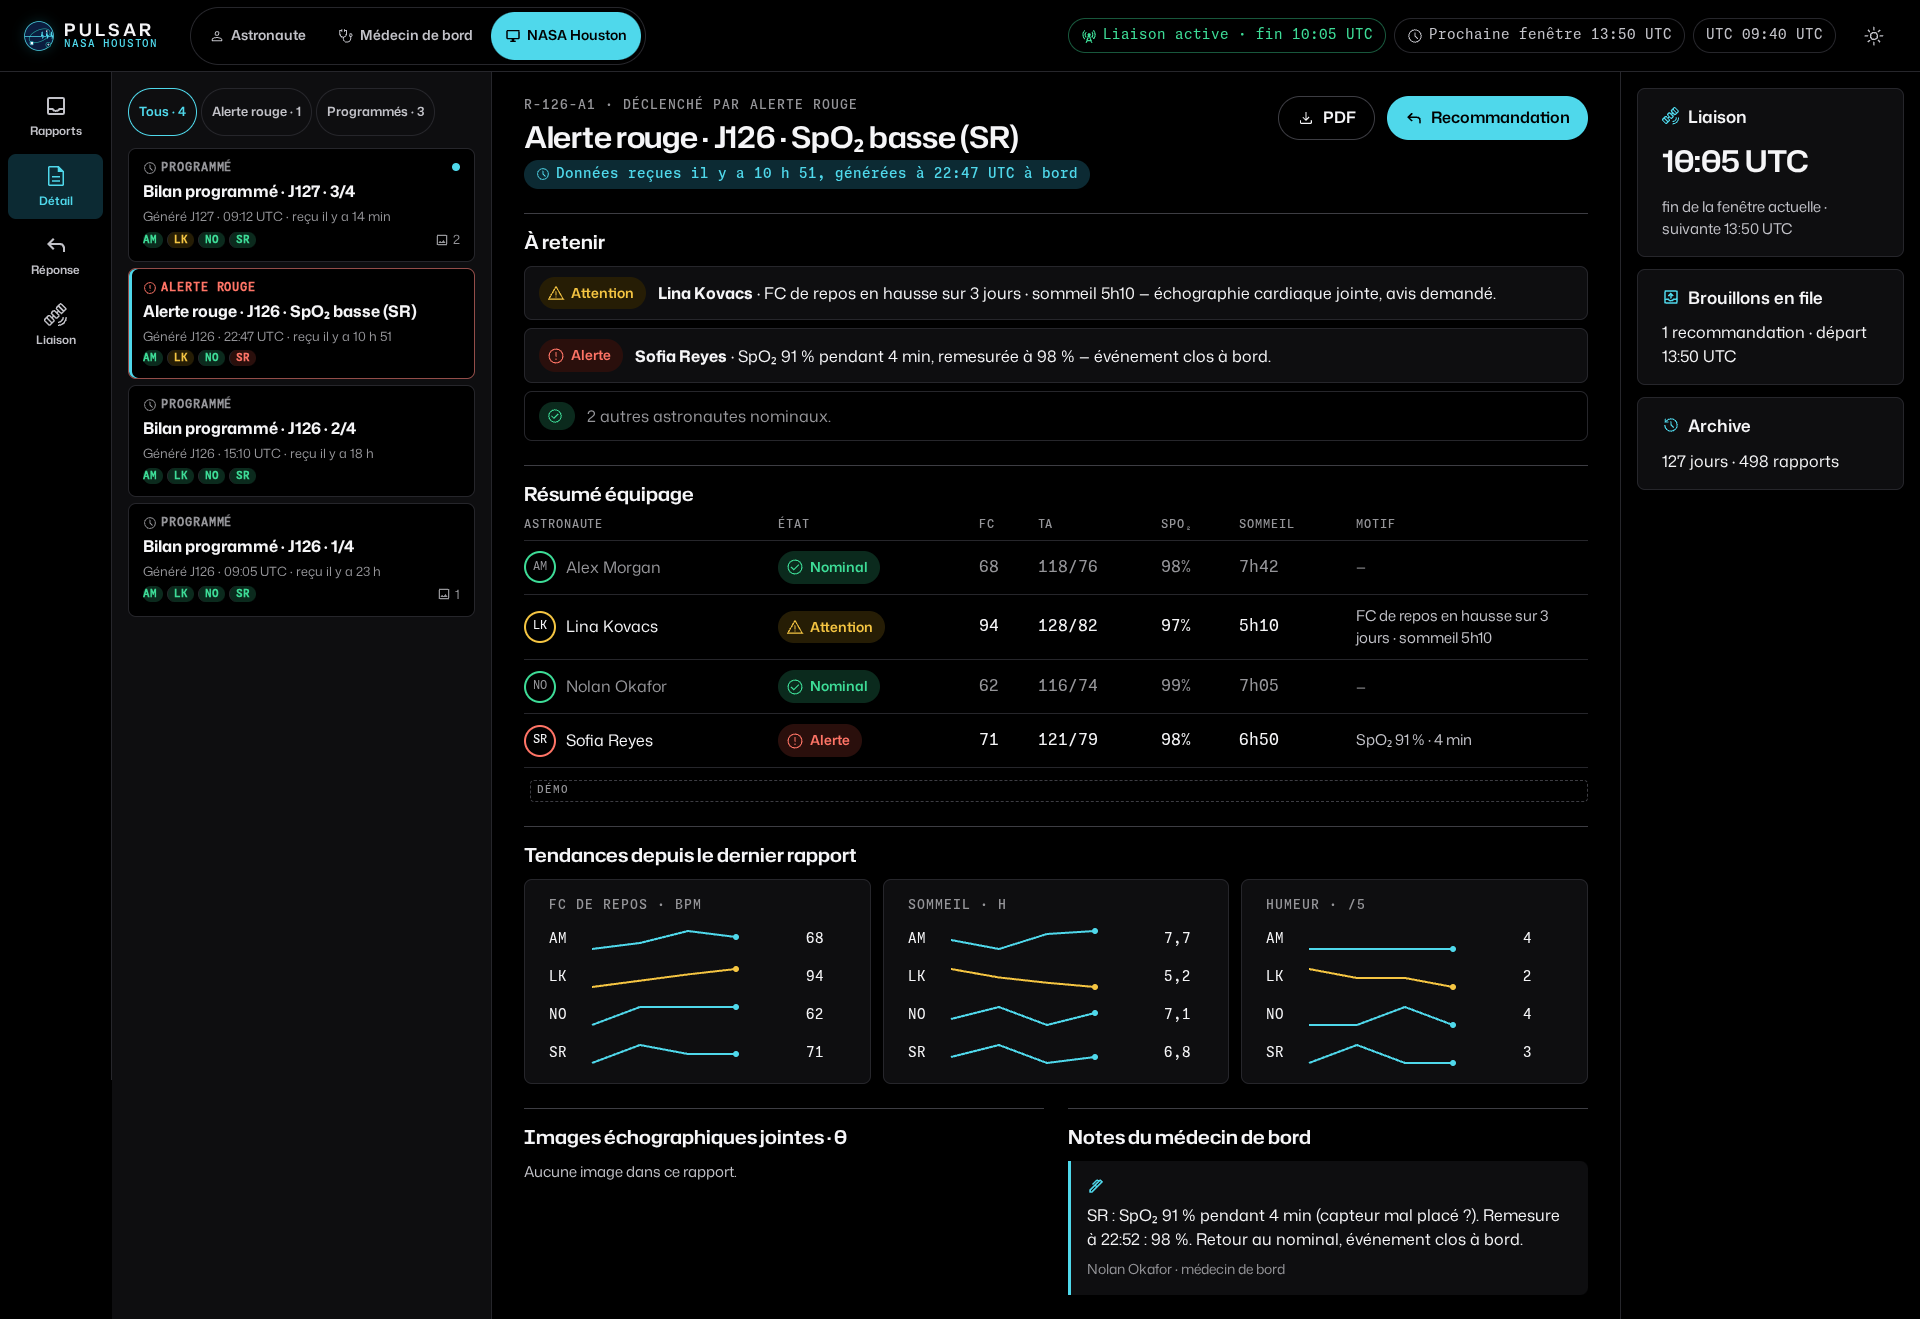 PULSAR
NASA HOUSTON
Astronaute
Médecin de bord
NASA Houston
Liaison active · fin 10:05 UTC
Prochaine fenêtre 13:50 UTC
UTC 09:40 UTC
Rapports
Détail
Réponse
Liaison
Tous · 4
Alerte rouge · 1
Programmés · 3
PROGRAMMÉ
Bilan programmé · J127 · 3/4
Généré J127 · 09:12 UTC · reçu il y a 14 min
AM LK NO SR 2
ALERTE ROUGE
Alerte rouge · J126 · SpO₂ basse (SR)
Généré J126 · 22:47 UTC · reçu il y a 10 h 51
AM LK NO SR
PROGRAMMÉ
Bilan programmé · J126 · 2/4
Généré J126 · 15:10 UTC · reçu il y a 18 h
AM LK NO SR
PROGRAMMÉ
Bilan programmé · J126 · 1/4
Généré J126 · 09:05 UTC · reçu il y a 23 h
AM LK NO SR 1
R-126-A1 · DÉCLENCHÉ PAR ALERTE ROUGE
Alerte rouge · J126 · SpO₂ basse (SR)
Données reçues il y a 10 h 51, générées à 22:47 UTC à bord
PDF
Recommandation
À retenir
Attention Lina Kovacs · FC de repos en hausse sur 3 jours · sommeil 5h10 — échographie cardiaque jointe, avis demandé.
Alerte Sofia Reyes · SpO₂ 91 % pendant 4 min, remesurée à 98 % — événement clos à bord.
2 autres astronautes nominaux.
Résumé équipage
ASTRONAUTE ÉTAT FC TA SPO₂ SOMMEIL MOTIF
AM Alex Morgan Nominal 68 118/76 98% 7h42 —
LK Lina Kovacs Attention 94 128/82 97% 5h10 FC de repos en hausse sur 3
jours · sommeil 5h10
NO Nolan Okafor Nominal 62 116/74 99% 7h05 —
SR Sofia Reyes Alerte 71 121/79 98% 6h50 SpO₂ 91 % · 4 min
DÉMO
Tendances depuis le dernier rapport
FC DE REPOS · BPM
AM 68
LK 94
NO 62
SR 71
SOMMEIL · H
AM 7,7
LK 5,2
NO 7,1
SR 6,8
HUMEUR · /5
AM 4
LK 2
NO 4
SR 3
Images échographiques jointes · 0
Aucune image dans ce rapport.
Notes du médecin de bord
SR : SpO₂ 91 % pendant 4 min (capteur mal placé ?). Remesure
à 22:52 : 98 %. Retour au nominal, événement clos à bord.
Nolan Okafor · médecin de bord
Liaison
10:05 UTC
fin de la fenêtre actuelle ·
suivante 13:50 UTC
Brouillons en file
1 recommandation · départ
13:50 UTC
Archive
127 jours · 498 rapports